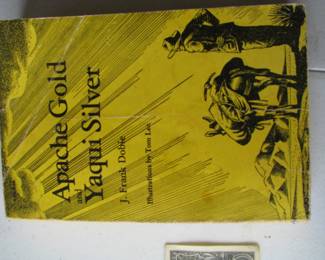 Apache Gold
and
Yaqui Silver
J. Frank Dobie
Illustrations by Tom Lea